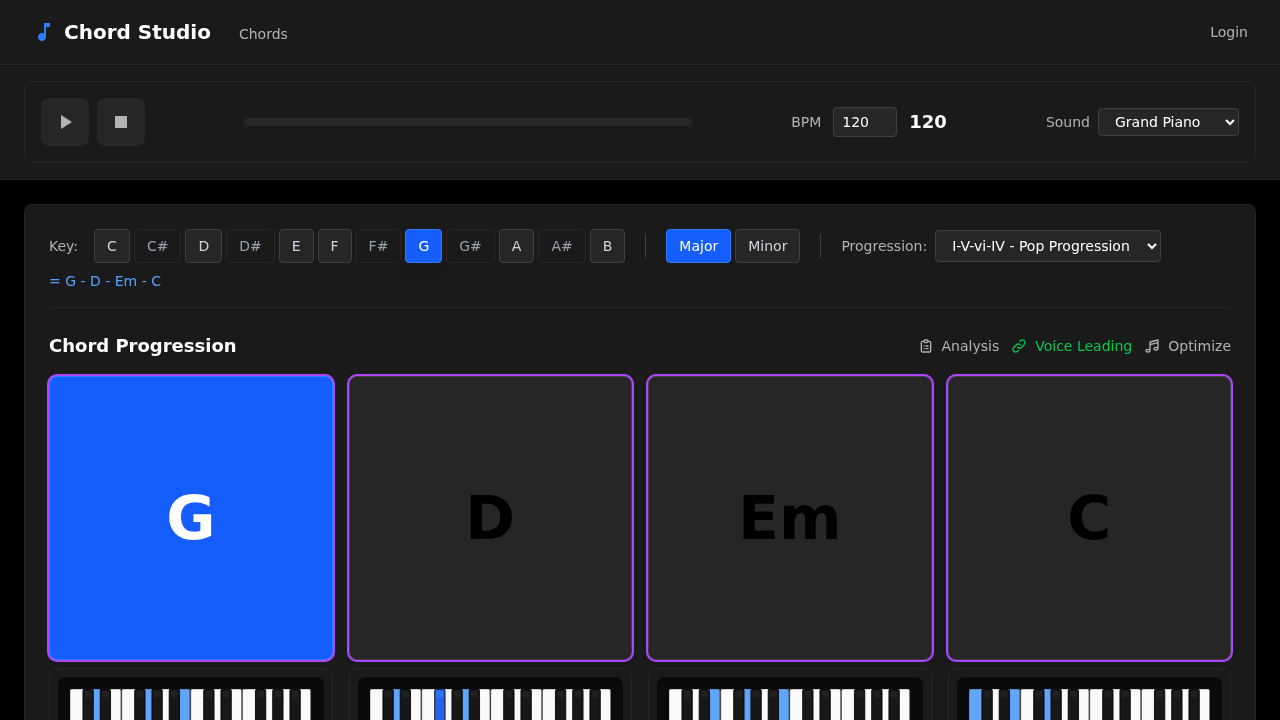 Chord Studio
Chords
Login
BPM
120
120
Sound
Grand Piano
Key:
C
C#
D
D#
E
F
F#
G
G#
A
A#
B
Major
Minor
Progression:
I-V-vi-IV - Pop Progression
= G - D - Em - C
Chord Progression
Analysis
Voice Leading
Optimize
G
D
Em
C